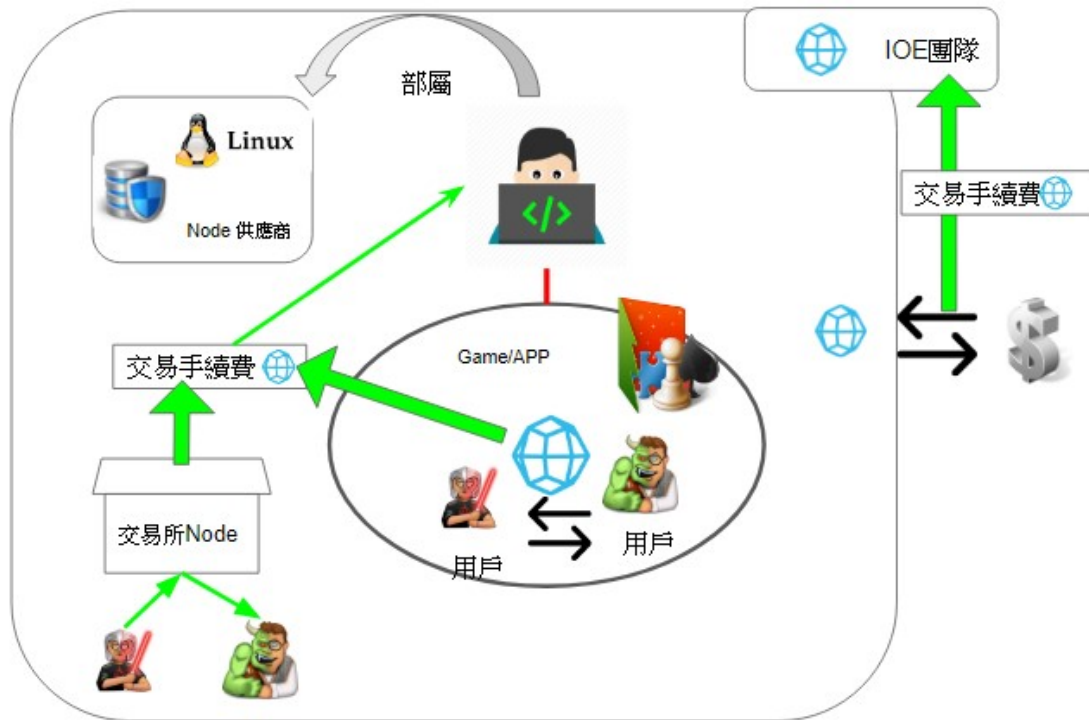 IOE團隊
部屬
Linux
Node 供應商
</>
交易手續費
Game/APP
交易手續費
交易所Node
用戶
用戶